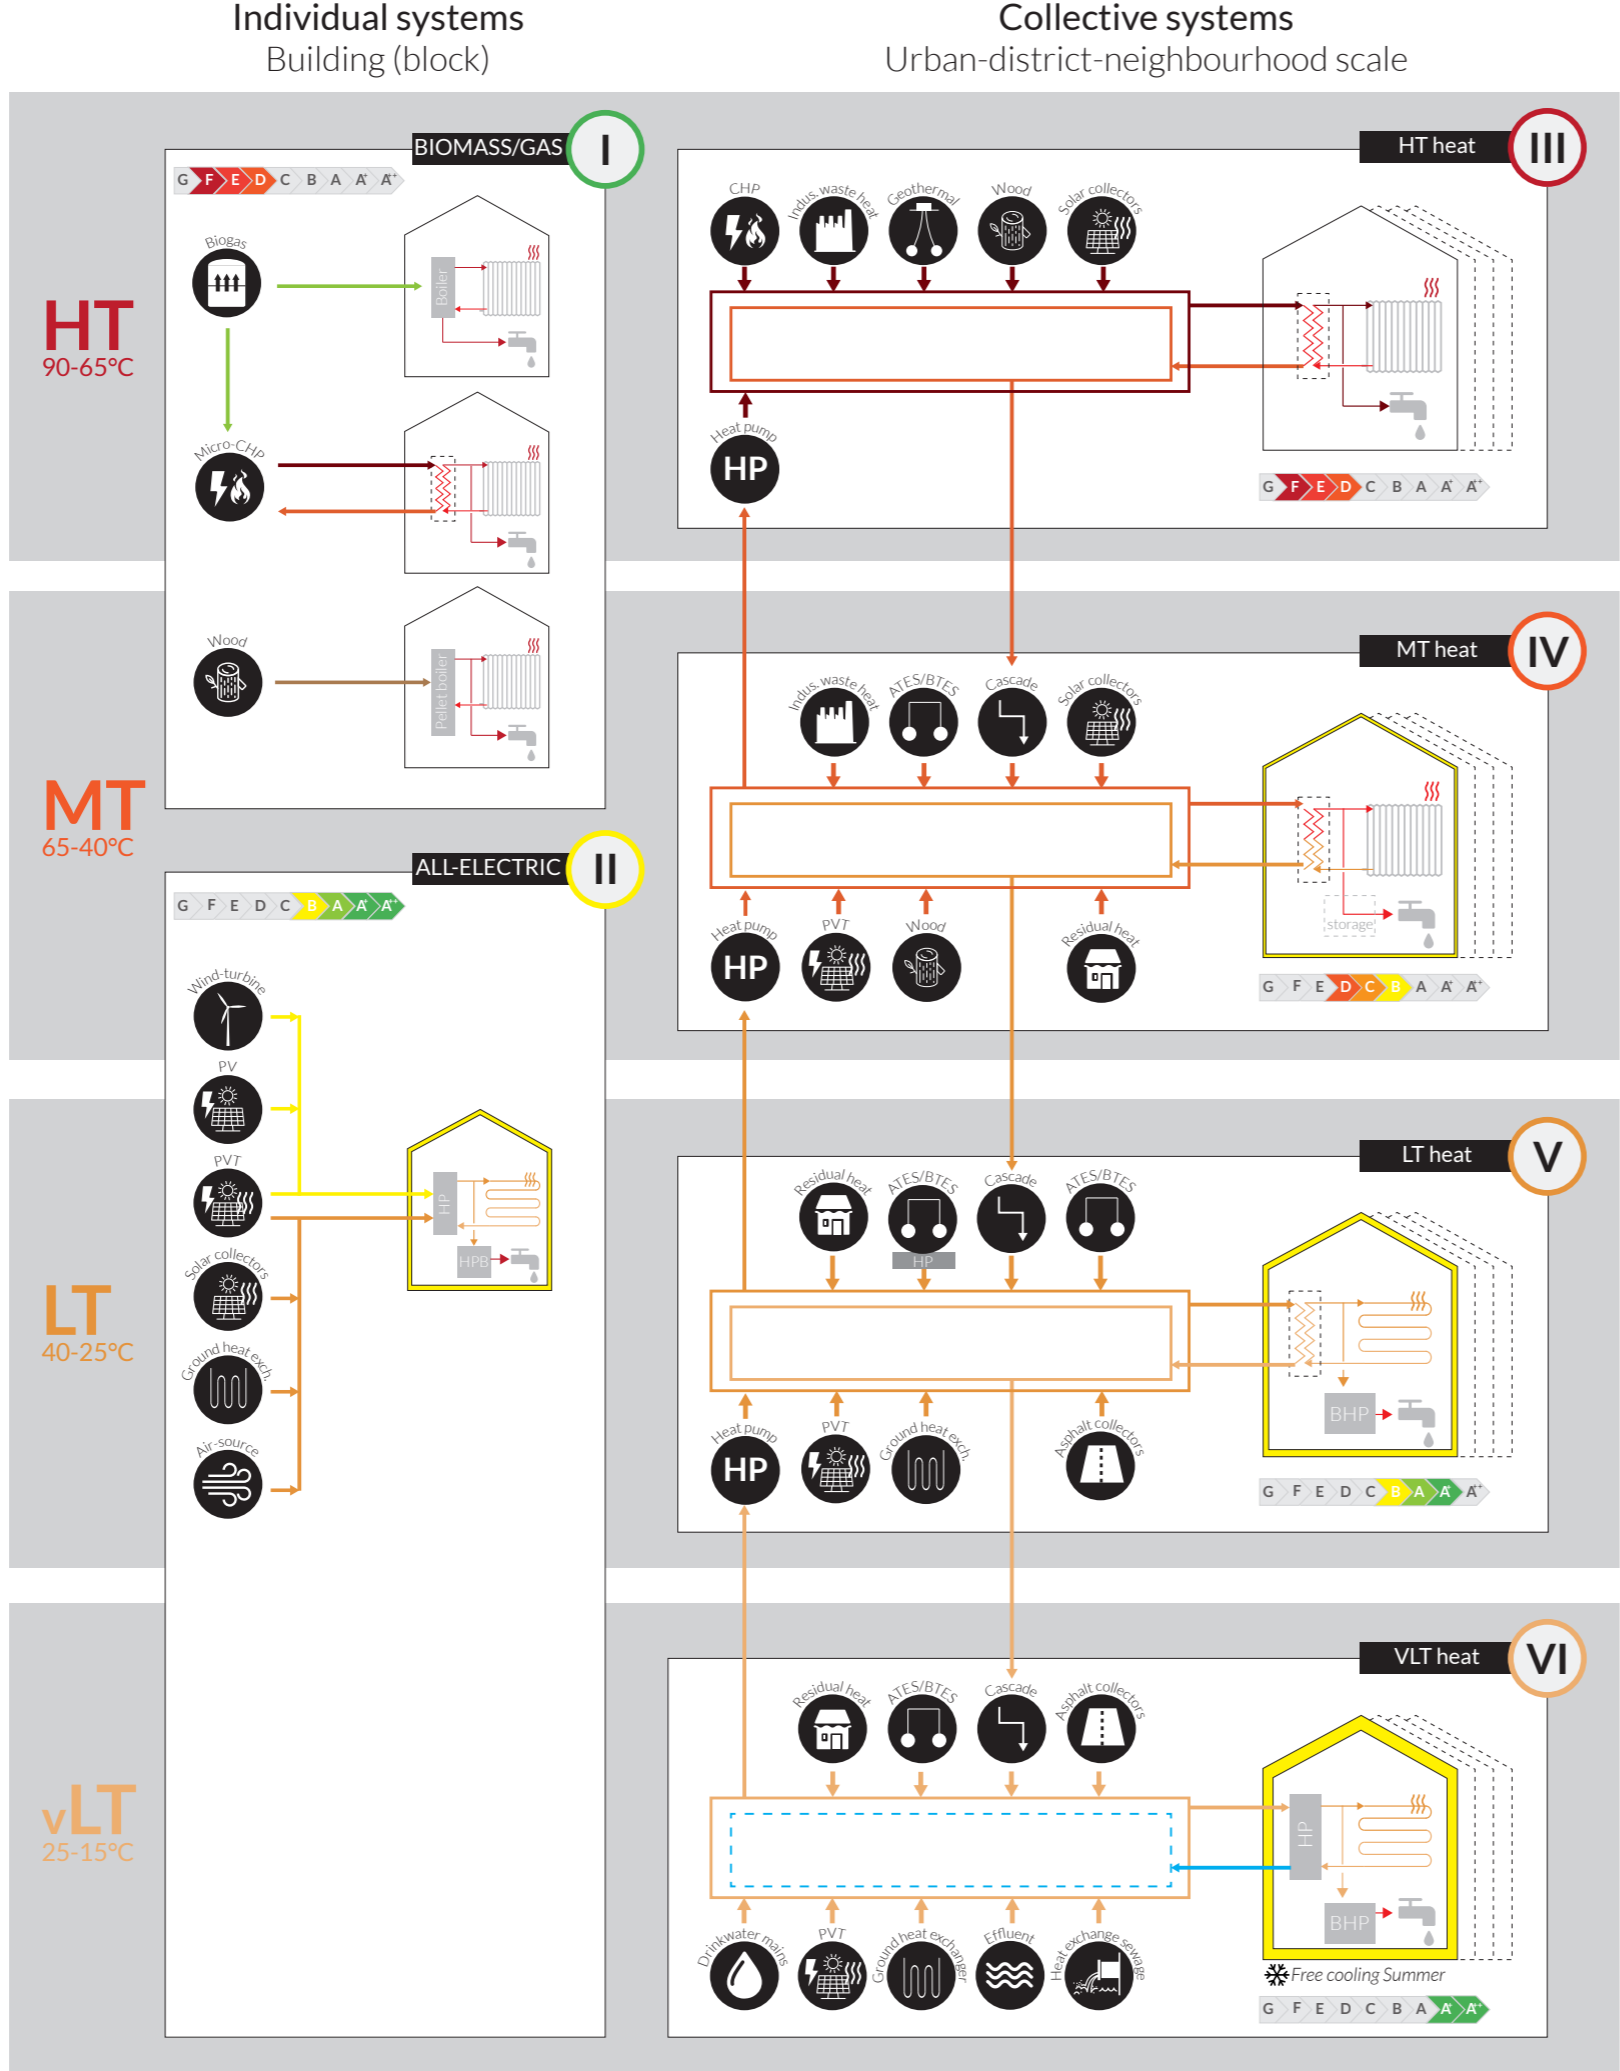 Individual systems
Building (block)
Collective systems
Urban-district-neighbourhood scale
HT
90-65°C
BIOMASS/GAS
I
G F E D C B A A+ A++
Biogas
Boiler
Micro-CHP
Wood
Pellet boiler
HT heat
III
CHP
Indus. waste heat
Geothermal
Wood
Solar collectors
Heat pump
HP
G F E D C B A A+ A++
MT
65-40°C
MT heat
IV
Indus. waste heat
ATES/BTES
Cascade
Solar collectors
storage
Heat pump
HP
PVT
Wood
Residual heat
G F E D C B A A+ A++
ALL-ELECTRIC
II
G F E D C B A A+ A++
Wind-turbine
PV
PVT
HP
HPB
Solar collectors
Ground heat exch.
Air-source
LT
40-25°C
LT heat
V
Residual heat
ATES/BTES
HP
Cascade
ATES/BTES
BHP
Heat pump
HP
PVT
Ground heat exch.
Asphalt collectors
G F E D C B A A+ A++
vLT
25-15°C
VLT heat
VI
Residual heat
ATES/BTES
Cascade
Asphalt collectors
HP
BHP
Drinkwater mains
PVT
Ground heat exchanger
Effluent
Heat exchange sewage
Free cooling Summer
G F E D C B A A+ A++